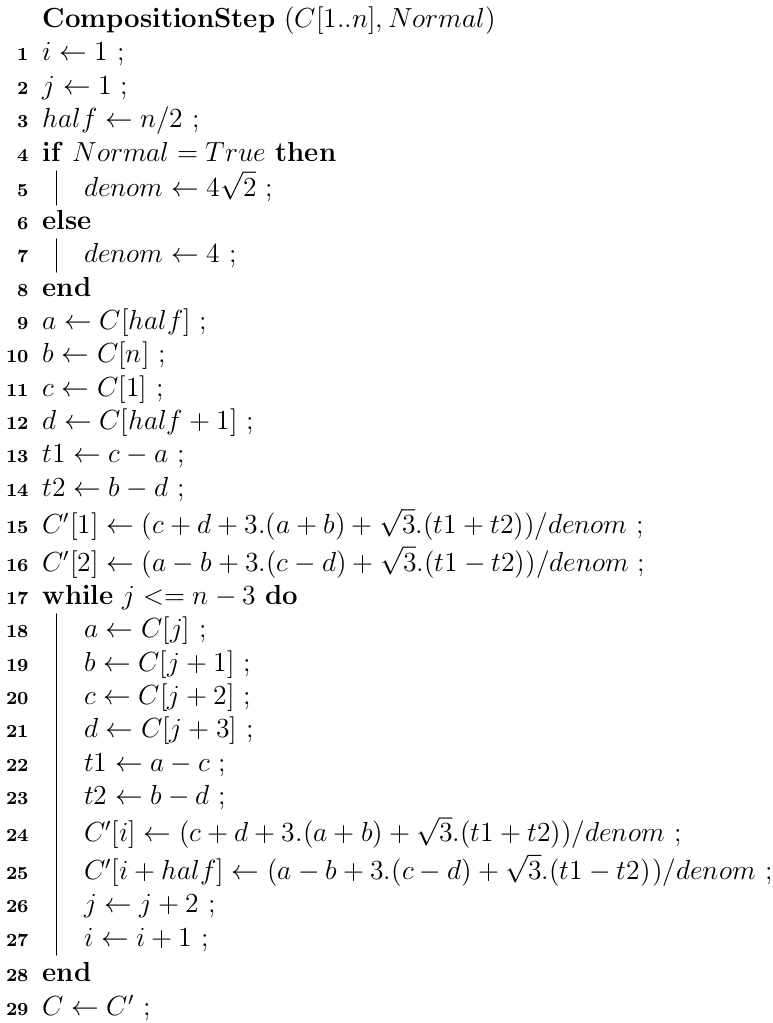 CompositionStep (C[1..n], Normal)
1 i ← 1 ;
2 j ← 1 ;
3 half ← n/2 ;
4 if Normal = True then
5 denom ← 4√2 ;
6 else
7 denom ← 4 ;
8 end
9 a ← C[half] ;
10 b ← C[n] ;
11 c ← C[1] ;
12 d ← C[half + 1] ;
13 t1 ← c − a ;
14 t2 ← b − d ;
15 C′[1] ← (c + d + 3.(a + b) + √3.(t1 + t2))/denom ;
16 C′[2] ← (a − b + 3.(c − d) + √3.(t1 − t2))/denom ;
17 while j <= n − 3 do
18 a ← C[j] ;
19 b ← C[j + 1] ;
20 c ← C[j + 2] ;
21 d ← C[j + 3] ;
22 t1 ← a − c ;
23 t2 ← b − d ;
24 C′[i] ← (c + d + 3.(a + b) + √3.(t1 + t2))/denom ;
25 C′[i + half] ← (a − b + 3.(c − d) + √3.(t1 − t2))/denom ;
26 j ← j + 2 ;
27 i ← i + 1 ;
28 end
29 C ← C′ ;